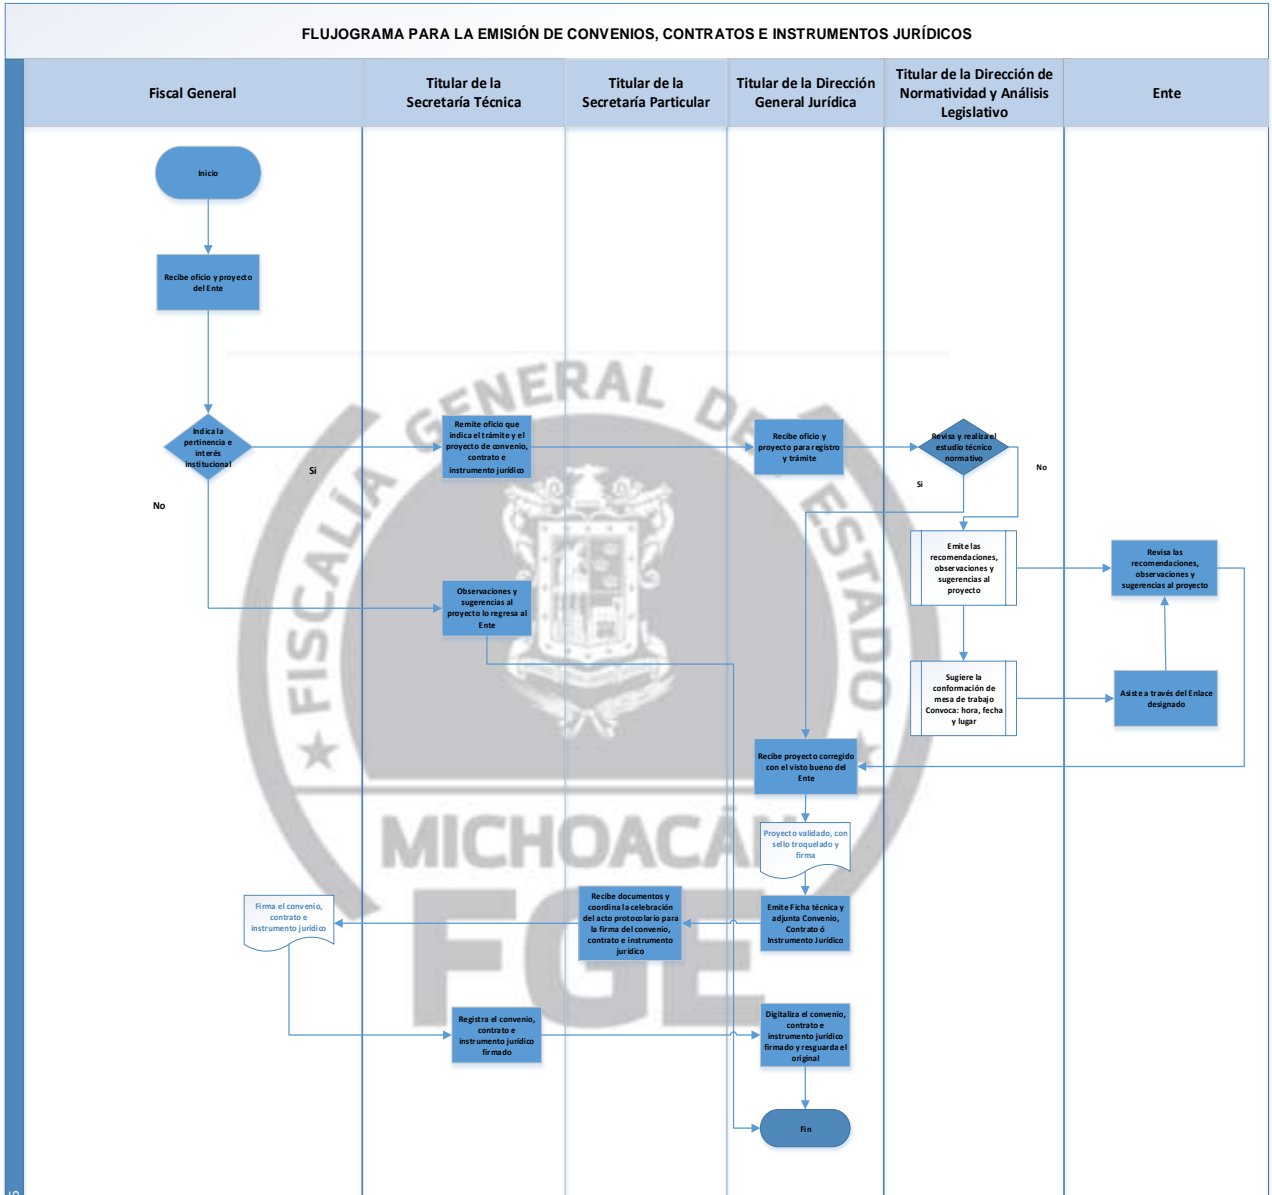 FLUJOGRAMA PARA LA EMISIÓN DE CONVENIOS, CONTRATOS E INSTRUMENTOS JURÍDICOS
Fiscal General
Titular de la
Secretaría Técnica
Titular de la
Secretaría Particular
Titular de la Dirección
General Jurídica
Titular de la Dirección de
Normatividad y Análisis
Legislativo
Ente
Inicio
Recibe oficio y proyecto
del Ente
Indica la
pertinencia e
interés
institucional
Si
No
Remite oficio que
indica el trámite y el
proyecto de convenio,
contrato e
instrumento jurídico
Recibe oficio y
proyecto para registro
y trámite
Revisa y realiza el
estudio técnico
normativo
No
Si
Emite las
recomendaciones,
observaciones y
sugerencias al
proyecto
Revisa las
recomendaciones,
observaciones y
sugerencias al proyecto
Observaciones y
sugerencias al
proyecto lo regresa al
Ente
Sugiere la
conformación de
mesa de trabajo
Convoca: hora, fecha
y lugar
Asiste a través del Enlace
designado
Recibe proyecto corregido
con el visto bueno del
Ente
Proyecto validado, con
sello troquelado y
firma
Emite Ficha técnica y
adjunta Convenio,
Contrato ó
Instrumento Jurídico
Recibe documentos y
coordina la celebración
del acto protocolario para
la firma del convenio,
contrato e instrumento
jurídico
Firma el convenio,
contrato e
instrumento jurídico
Registra el convenio,
contrato e
instrumento jurídico
firmado
Digitaliza el convenio,
contrato e
instrumento jurídico
firmado y resguarda el
original
Fin
FISCALÍA GENERAL DEL ESTADO
MICHOACÁN
FGE